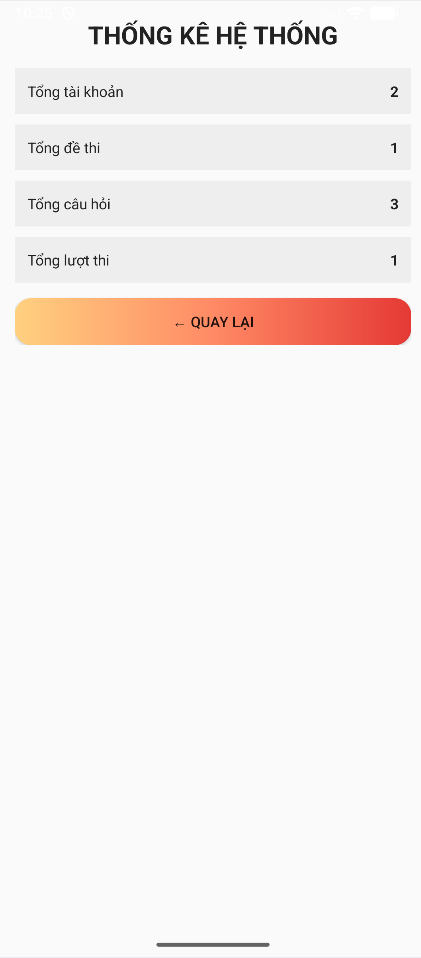 THỐNG KÊ HỆ THỐNG
Tổng tài khoản 2
Tổng đề thi 1
Tổng câu hỏi 3
Tổng lượt thi 1
← QUAY LẠI